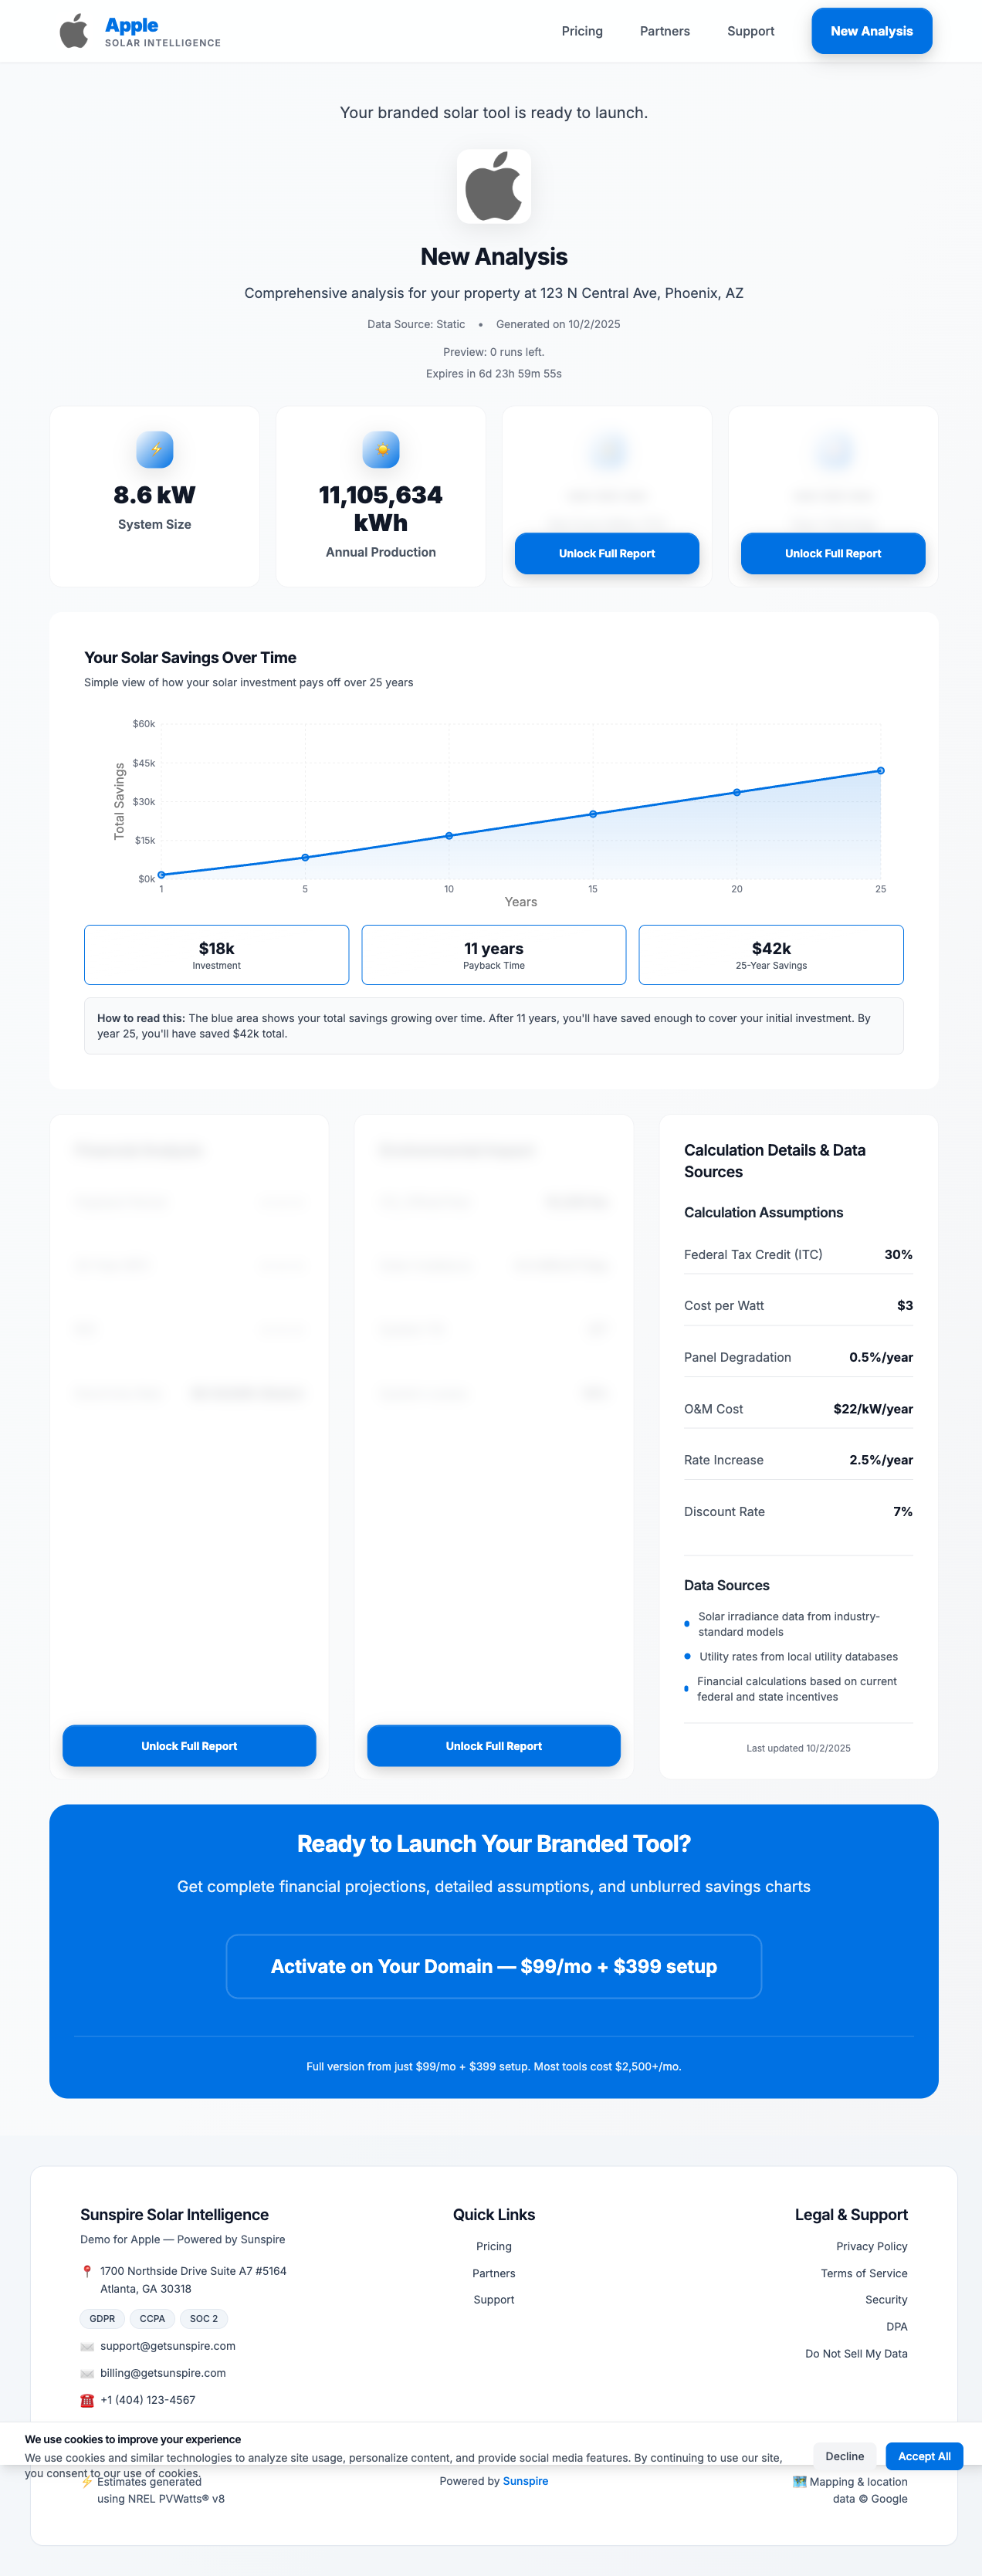 Apple
SOLAR INTELLIGENCE
Pricing
Partners
Support
New Analysis
Your branded solar tool is ready to launch.
New Analysis
Comprehensive analysis for your property at 123 N Central Ave, Phoenix, AZ
Data Source: Static • Generated on 10/2/2025
Preview: 0 runs left.
Expires in 6d 23h 59m 55s
8.6 kW
System Size
11,105,634
kWh
Annual Production
Unlock Full Report
Unlock Full Report
Your Solar Savings Over Time
Simple view of how your solar investment pays off over 25 years
Total Savings
$60k
$45k
$30k
$15k
$0k
1
5
10
15
20
25
Years
$18k
Investment
11 years
Payback Time
$42k
25-Year Savings
How to read this: The blue area shows your total savings growing over time. After 11 years, you'll have saved enough to cover your initial investment. By
year 25, you'll have saved $42k total.
Unlock Full Report
Unlock Full Report
Calculation Details & Data
Sources
Calculation Assumptions
Federal Tax Credit (ITC) 30%
Cost per Watt $3
Panel Degradation 0.5%/year
O&M Cost $22/kW/year
Rate Increase 2.5%/year
Discount Rate 7%
Data Sources
Solar irradiance data from industry-
standard models
Utility rates from local utility databases
Financial calculations based on current
federal and state incentives
Last updated 10/2/2025
Ready to Launch Your Branded Tool?
Get complete financial projections, detailed assumptions, and unblurred savings charts
Activate on Your Domain — $99/mo + $399 setup
Full version from just $99/mo + $399 setup. Most tools cost $2,500+/mo.
Sunspire Solar Intelligence
Demo for Apple — Powered by Sunspire
1700 Northside Drive Suite A7 #5164
Atlanta, GA 30318
GDPR
CCPA
SOC 2
support@getsunspire.com
billing@getsunspire.com
+1 (404) 123-4567
Quick Links
Pricing
Partners
Support
Legal & Support
Privacy Policy
Terms of Service
Security
DPA
Do Not Sell My Data
We use cookies to improve your experience
We use cookies and similar technologies to analyze site usage, personalize content, and provide social media features. By continuing to use our site,
you consent to our use of cookies.
Decline
Accept All
Estimates generated
using NREL PVWatts® v8
Powered by Sunspire
Mapping & location
data © Google